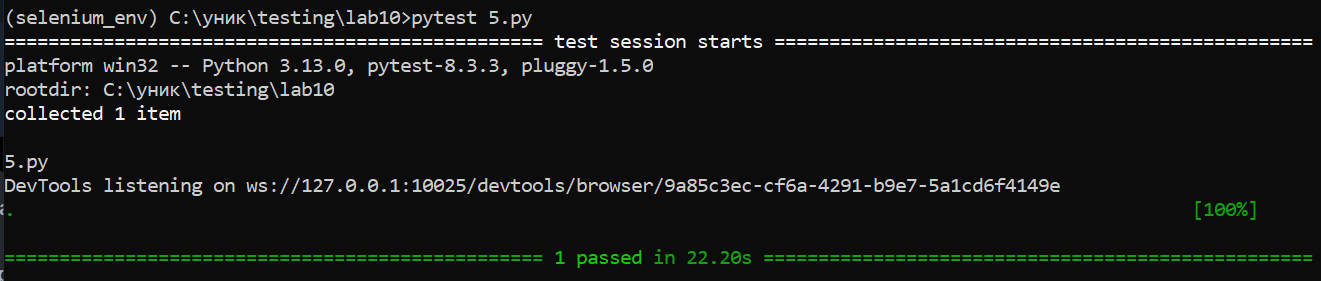 (selenium_env) C:\уник\testing\lab10>pytest 5.py
================================================= test session starts =================================================
platform win32 -- Python 3.13.0, pytest-8.3.3, pluggy-1.5.0
rootdir: C:\уник\testing\lab10
collected 1 item
5.py
DevTools listening on ws://127.0.0.1:10025/devtools/browser/9a85c3ec-cf6a-4291-b9e7-5a1cd6f4149e
. [100%]
================================================= 1 passed in 22.20s ==================================================